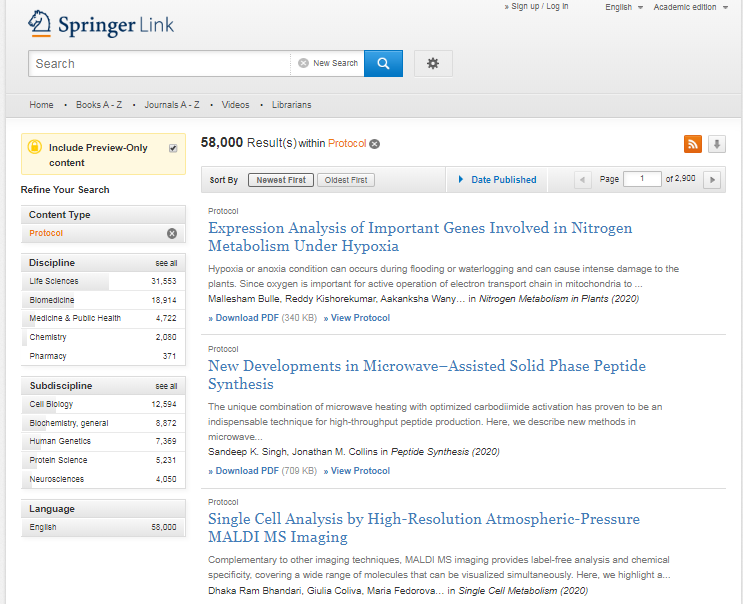 » Sign up / Log In English Academic edition
Springer Link
Search New Search
Home • Books A - Z • Journals A - Z • Videos • Librarians
Include Preview-Only
content
Refine Your Search
Content Type
Protocol
Discipline see all
Life Sciences 31,553
Biomedicine 18,914
Medicine & Public Health 4,722
Chemistry 2,080
Pharmacy 371
Subdiscipline see all
Cell Biology 12,594
Biochemistry, general 8,872
Human Genetics 7,369
Protein Science 5,231
Neurosciences 4,050
Language
English 58,000
58,000 Result(s) within Protocol
Sort By Newest First Oldest First Date Published Page 1 of 2,900
Protocol
Expression Analysis of Important Genes Involved in Nitrogen
Metabolism Under Hypoxia
Hypoxia or anoxia condition can occurs during flooding or waterlogging and can cause intense damage to the
plants. Since oxygen is important for active operation of electron transport chain in mitochondria to ...
Mallesham Bulle, Reddy Kishorekumar, Aakanksha Wany... in Nitrogen Metabolism in Plants (2020)
» Download PDF (340 KB) » View Protocol
Protocol
New Developments in Microwave–Assisted Solid Phase Peptide
Synthesis
The unique combination of microwave heating with optimized carbodiimide activation has proven to be an
indispensable technique for high-throughput peptide production. Here, we describe new methods in
microwave...
Sandeep K. Singh, Jonathan M. Collins in Peptide Synthesis (2020)
» Download PDF (709 KB) » View Protocol
Protocol
Single Cell Analysis by High-Resolution Atmospheric-Pressure
MALDI MS Imaging
Complementary to other imaging techniques, MALDI MS imaging provides label-free analysis and chemical
specificity, covering a wide range of molecules that can be visualized simultaneously. Here, we highlight a...
Dhaka Ram Bhandari, Giulia Coliva, Maria Fedorova... in Single Cell Metabolism (2020)